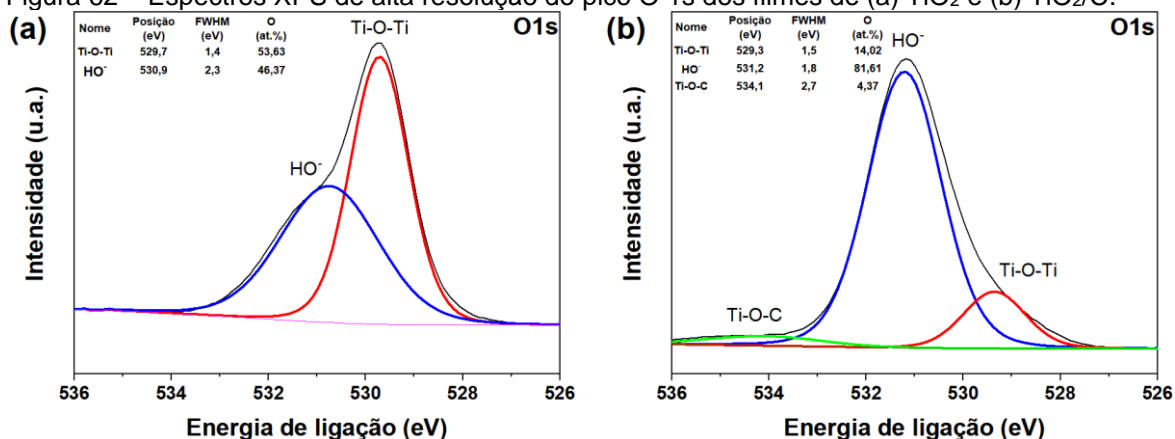 Figura 62 – Espectros XPS de alta resolução do pico O 1s dos filmes de (a) TiO₂ e (b) TiO₂/C.
(a)
Nome Posição (eV) FWHM (eV) O (at.%)
Ti-O-Ti 529,7 1,4 53,63
HO⁻ 530,9 2,3 46,37
Ti-O-Ti
O1s
HO⁻
Intensidade (u.a.)
536 534 532 530 528 526
Energia de ligação (eV)
(b)
Nome Posição (eV) FWHM (eV) O (at.%)
Ti-O-Ti 529,3 1,5 14,02
HO⁻ 531,2 1,8 81,61
Ti-O-C 534,1 2,7 4,37
HO⁻
O1s
Ti-O-Ti
Ti-O-C
Intensidade (u.a.)
536 534 532 530 528 526
Energia de ligação (eV)